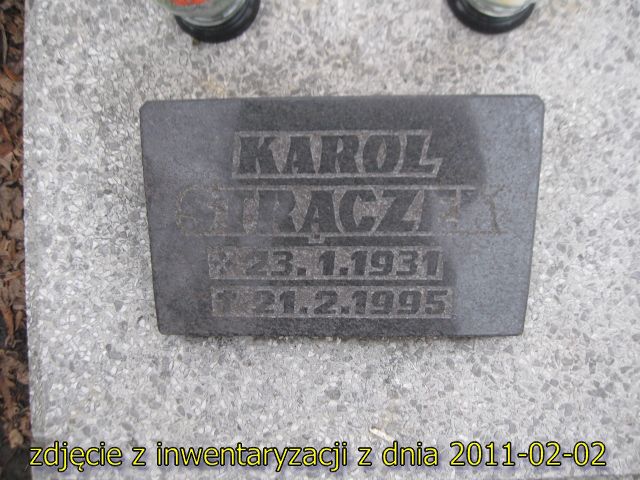 KAROL
STRĄCZEK
* 23.1.1931
† 21.2.1995
zdjęcie z inwentaryzacji z dnia 2011-02-02